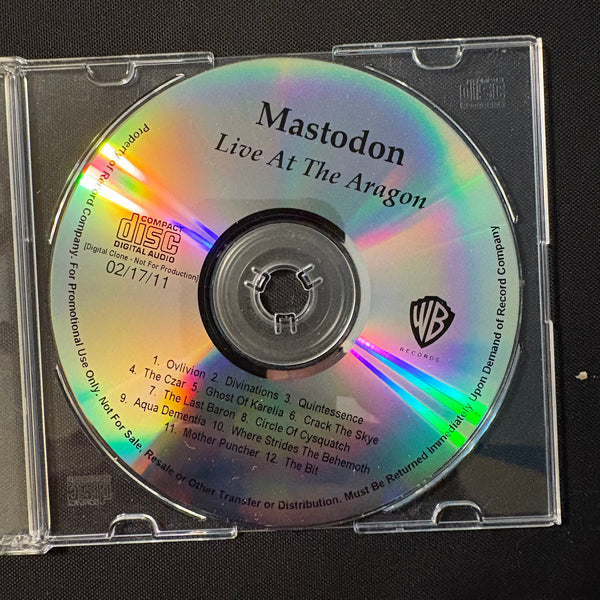 Mastodon
Live At The Aragon
COMPACT
disc
DIGITAL AUDIO
[Digital Clone - Not For Production]
02/17/11
WB
RECORDS
1. Ovlivion 2. Divinations 3. Quintessence
4. The Czar 5. Ghost Of Karelia 6. Crack The Skye
7. The Last Baron 8. Circle Of Cysquatch
9. Aqua Dementia 10. Where Strides The Behemoth
11. Mother Puncher 12. The Bit
Property of Record Company. For Promotional Use Only. Not For Sale, Resale or Other Transfer or Distribution. Must Be Returned Immediately Upon Demand of Record Company